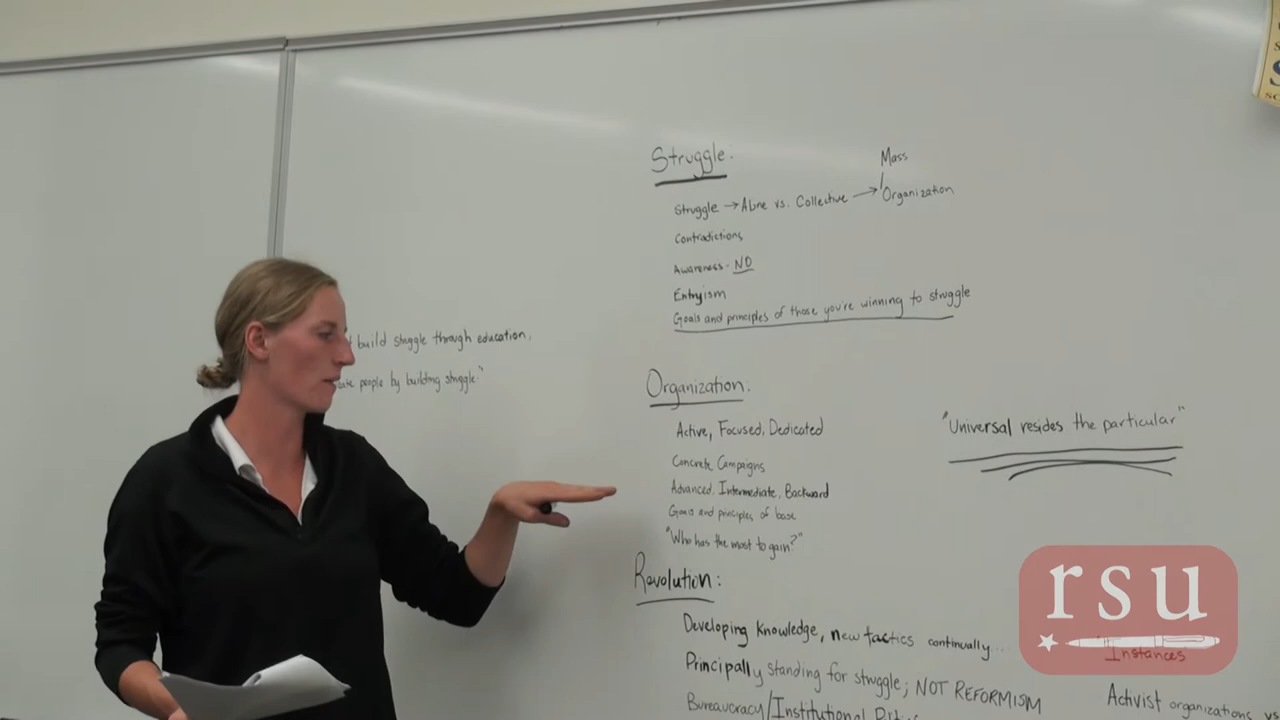 Struggle:
Mass
Struggle → Alone vs. Collective → Organization
Contradictions
Awareness - NO
Entryism
Goals and principles of those you're winning to struggle
build struggle through education,
people by building struggle."
Organization:
Active, Focused, Dedicated
Concrete Campaigns
Advanced, Intermediate, Backward
Goals and principles of base
"Who has the most to gain?"
"Universal resides the particular"
Revolution:
Developing Knowledge, new tactics continually...
Principally standing for struggle; NOT REFORMISM
Bureaucracy/Institutional
rsu
Instances
Activist organizations vs